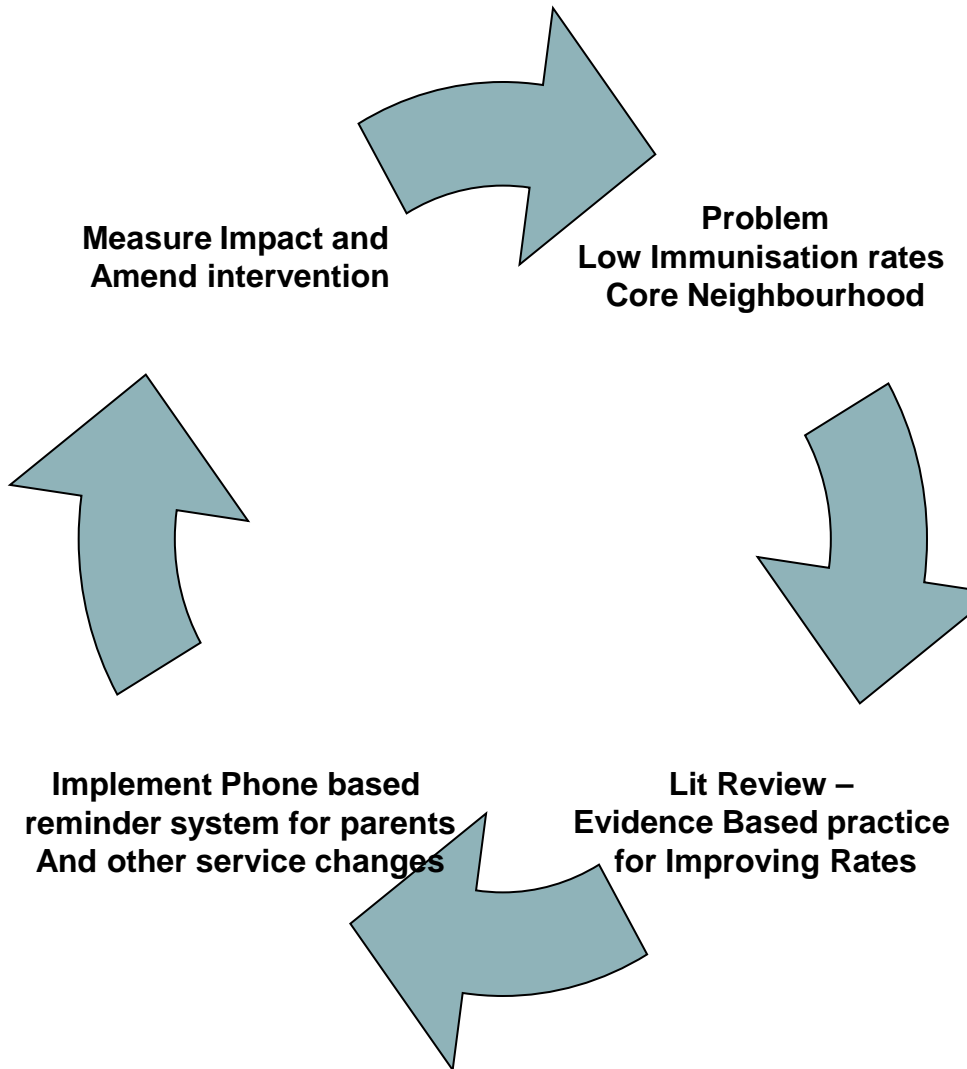 Measure Impact and
Amend intervention
Problem
Low Immunisation rates
Core Neighbourhood
Implement Phone based
reminder system for parents
And other service changes
Lit Review –
Evidence Based practice
for Improving Rates